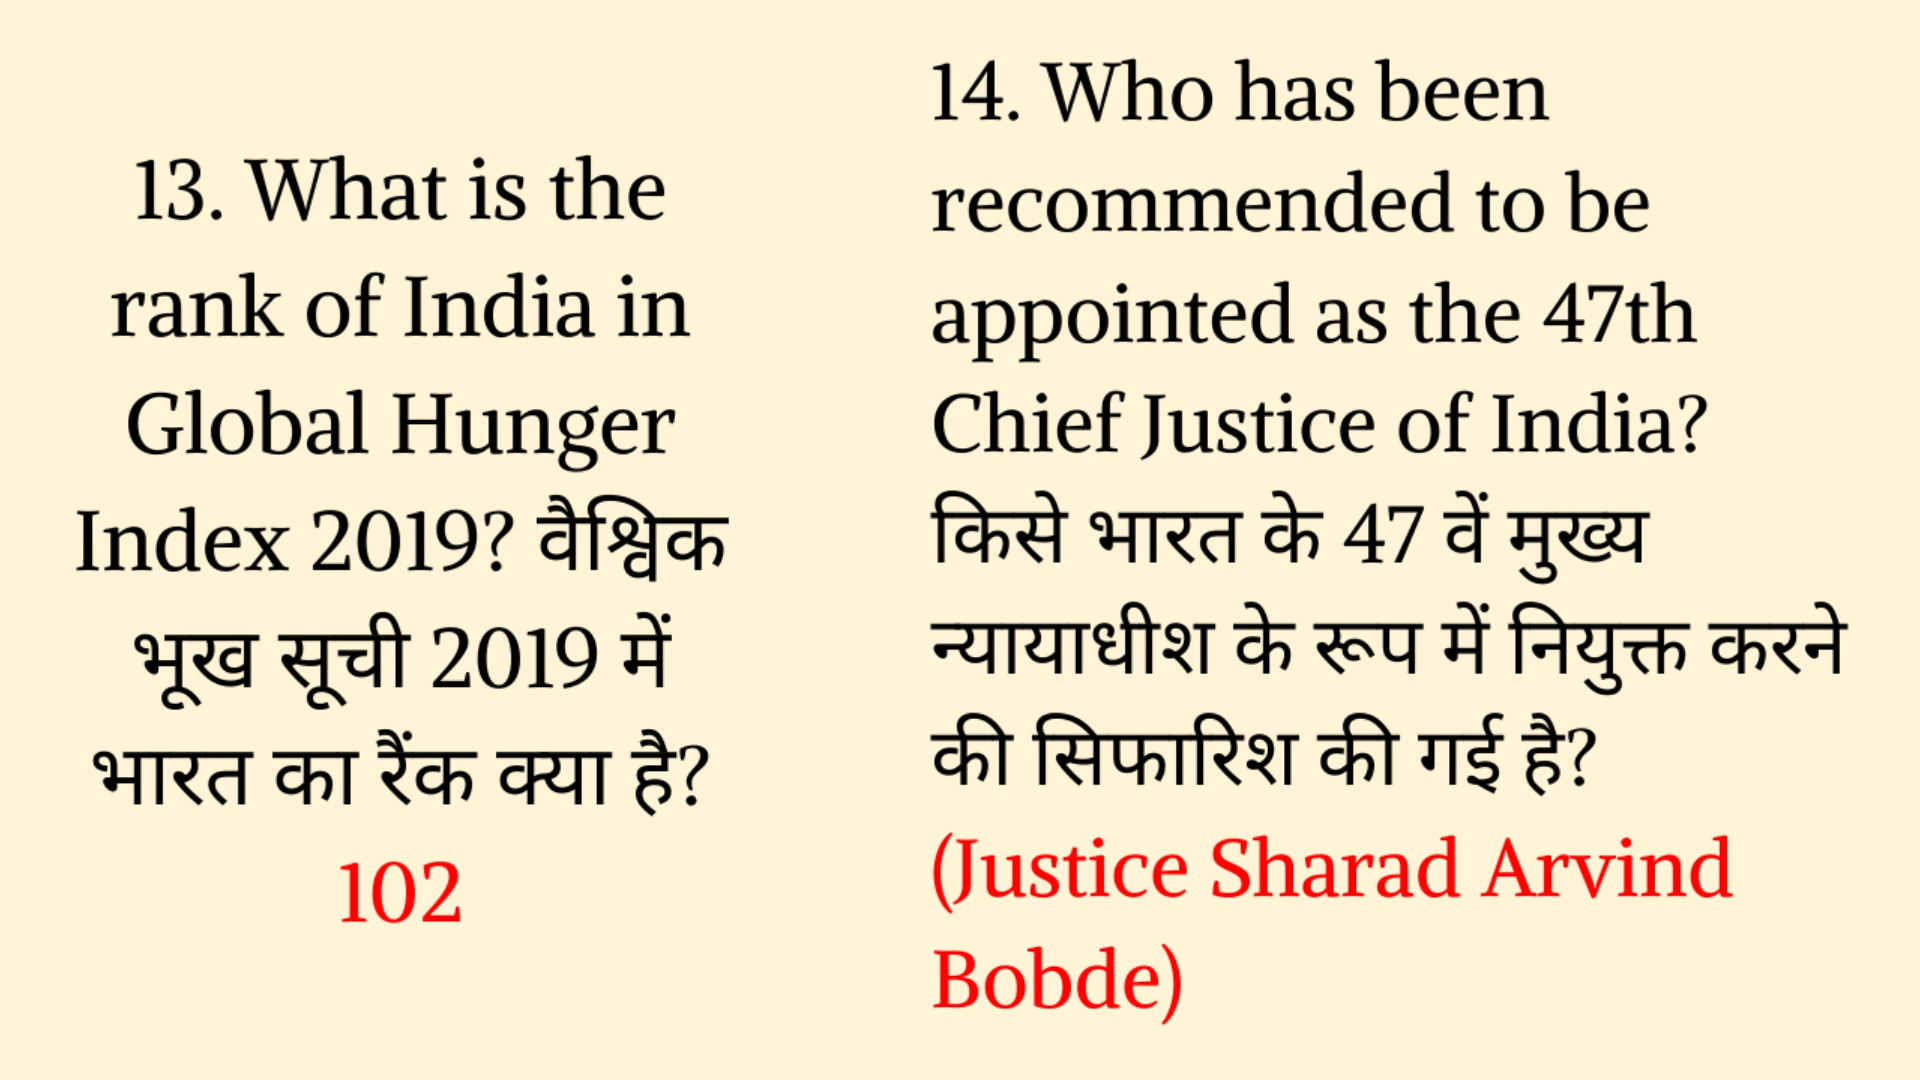 13. What is the
rank of India in
Global Hunger
Index 2019? वैश्विक
भूख सूची 2019 में
भारत का रैंक क्या है?
102
14. Who has been
recommended to be
appointed as the 47th
Chief Justice of India?
किसे भारत के 47 वें मुख्य
न्यायाधीश के रूप में नियुक्त करने
की सिफारिश की गई है?
(Justice Sharad Arvind
Bobde)